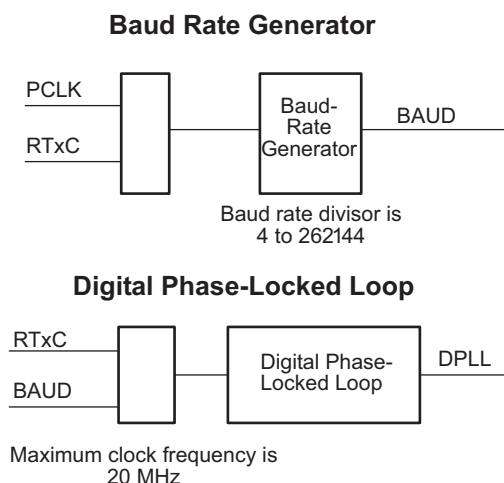 Baud Rate Generator
PCLK
RTxC
Baud-
Rate
Generator
BAUD
Baud rate divisor is
4 to 262144
Digital Phase-Locked Loop
RTxC
BAUD
Digital Phase-
Locked Loop
DPLL
Maximum clock frequency is
20 MHz